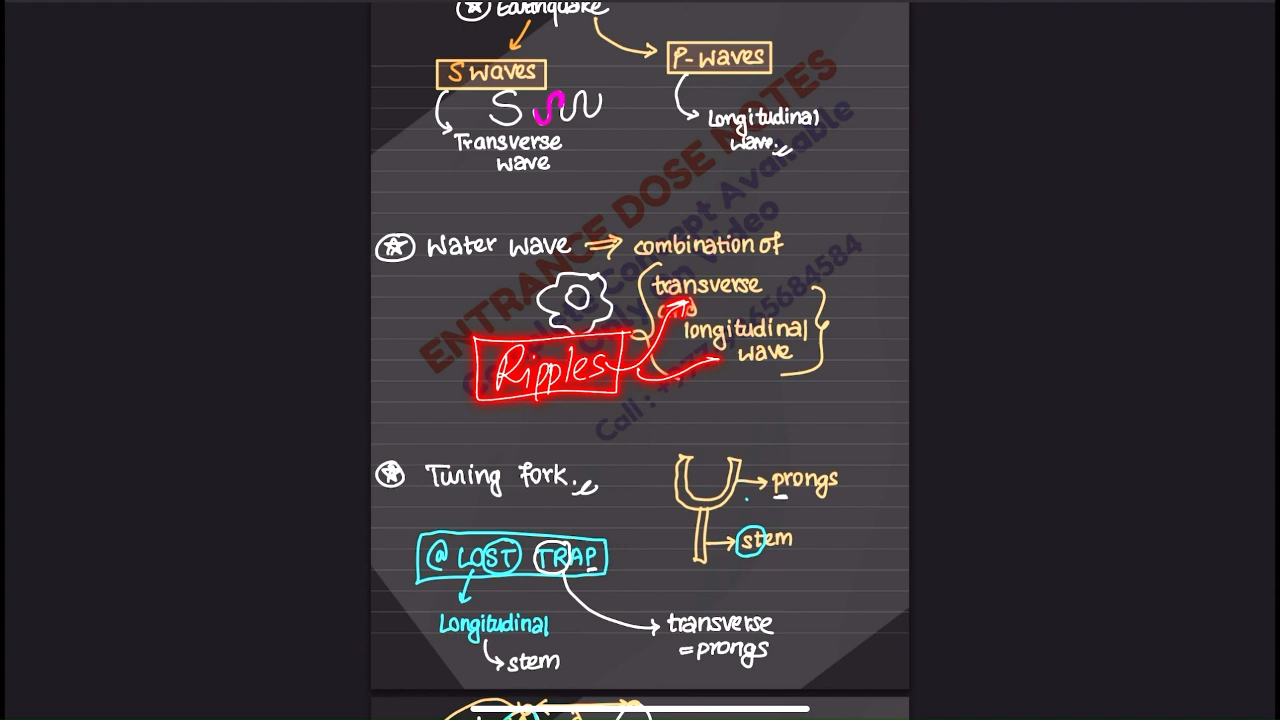 Earthquake
S waves
P-waves
S
Transverse
wave
Longitudinal
wave.
Water wave ⇒ combination of
transverse
and
longitudinal
wave
Ripples
ENTRANCE DOSE NOTES
Tuning fork.
prongs
stem
@ LOST TRAP
Longitudinal
stem
transverse
= prongs